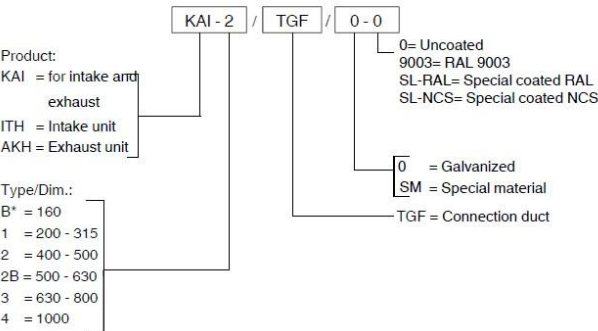 KAI - 2 / TGF / 0 - 0
0= Uncoated
9003= RAL 9003
SL-RAL= Special coated RAL
SL-NCS= Special coated NCS
Product:
KAI = for intake and
exhaust
ITH = Intake unit
AKH = Exhaust unit
0 = Galvanized
SM = Special material
TGF = Connection duct
Type/Dim.:
B* = 160
1 = 200 - 315
2 = 400 - 500
2B = 500 - 630
3 = 630 - 800
4 = 1000